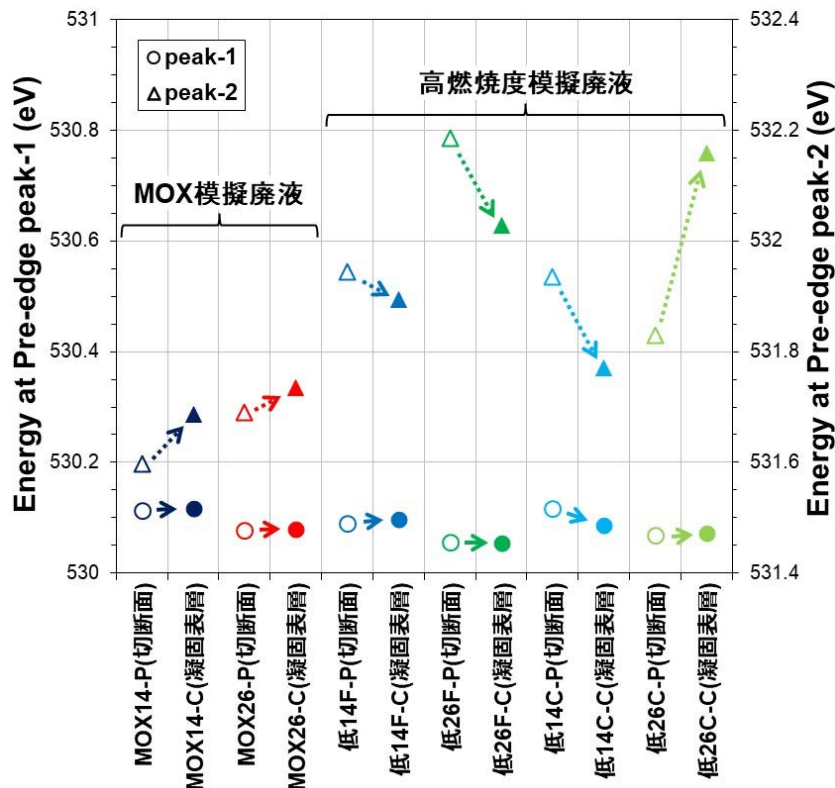 531
532.4
peak-1
peak-2
高燃焼度模擬廃液
530.8
532.2
MOX模擬廃液
530.6
532
530.4
531.8
530.2
531.6
530
531.4
Energy at Pre-edge peak-1 (eV)
Energy at Pre-edge peak-2 (eV)
MOX14-P(切断面)
MOX14-C(凝固表層)
MOX26-P(切断面)
MOX26-C(凝固表層)
低14F-P(切断面)
低14F-C(凝固表層)
低26F-P(切断面)
低26F-C(凝固表層)
低14C-P(切断面)
低14C-C(凝固表層)
低26C-P(切断面)
低26C-C(凝固表層)